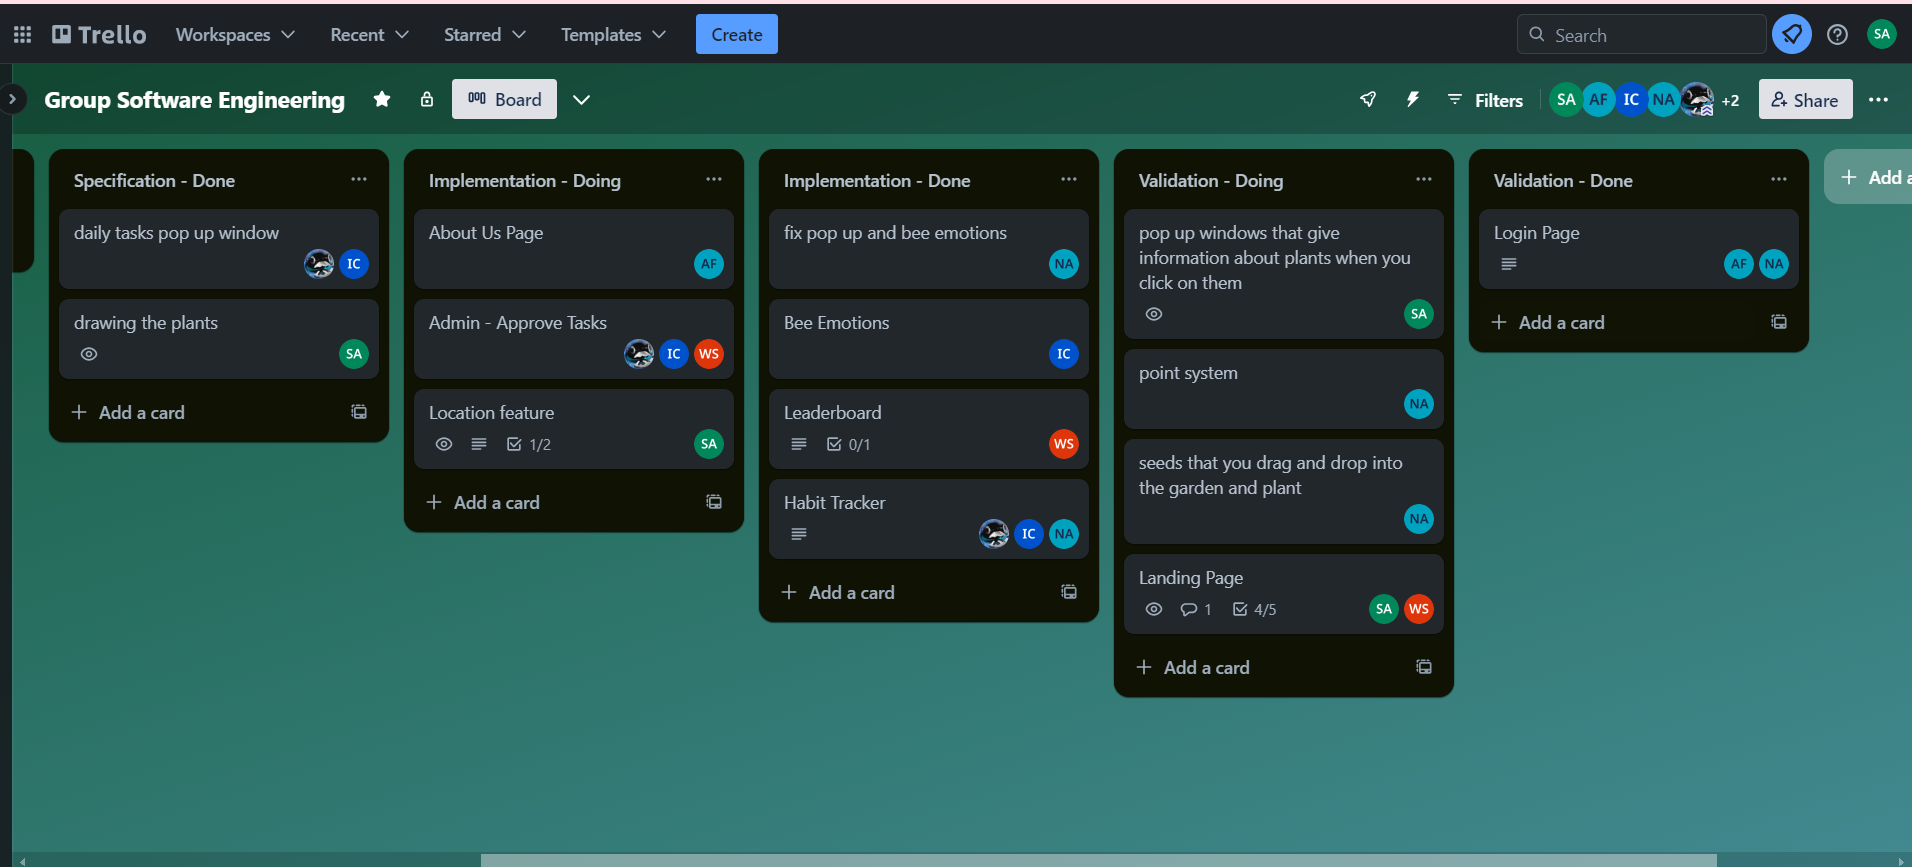 Trello
Workspaces
Recent
Starred
Templates
Create
Search
SA
Group Software Engineering
Board
Filters
SA
AF
IC
NA
+2
Share
Specification - Done
daily tasks pop up window
IC
drawing the plants
SA
Add a card
Implementation - Doing
About Us Page
AF
Admin - Approve Tasks
IC
WS
Location feature
1/2
SA
Add a card
Implementation - Done
fix pop up and bee emotions
NA
Bee Emotions
IC
Leaderboard
0/1
WS
Habit Tracker
IC
NA
Add a card
Validation - Doing
pop up windows that give
information about plants when you
click on them
SA
point system
NA
seeds that you drag and drop into
the garden and plant
NA
Landing Page
1
4/5
SA
WS
Add a card
Validation - Done
Login Page
AF
NA
Add a card
Add a